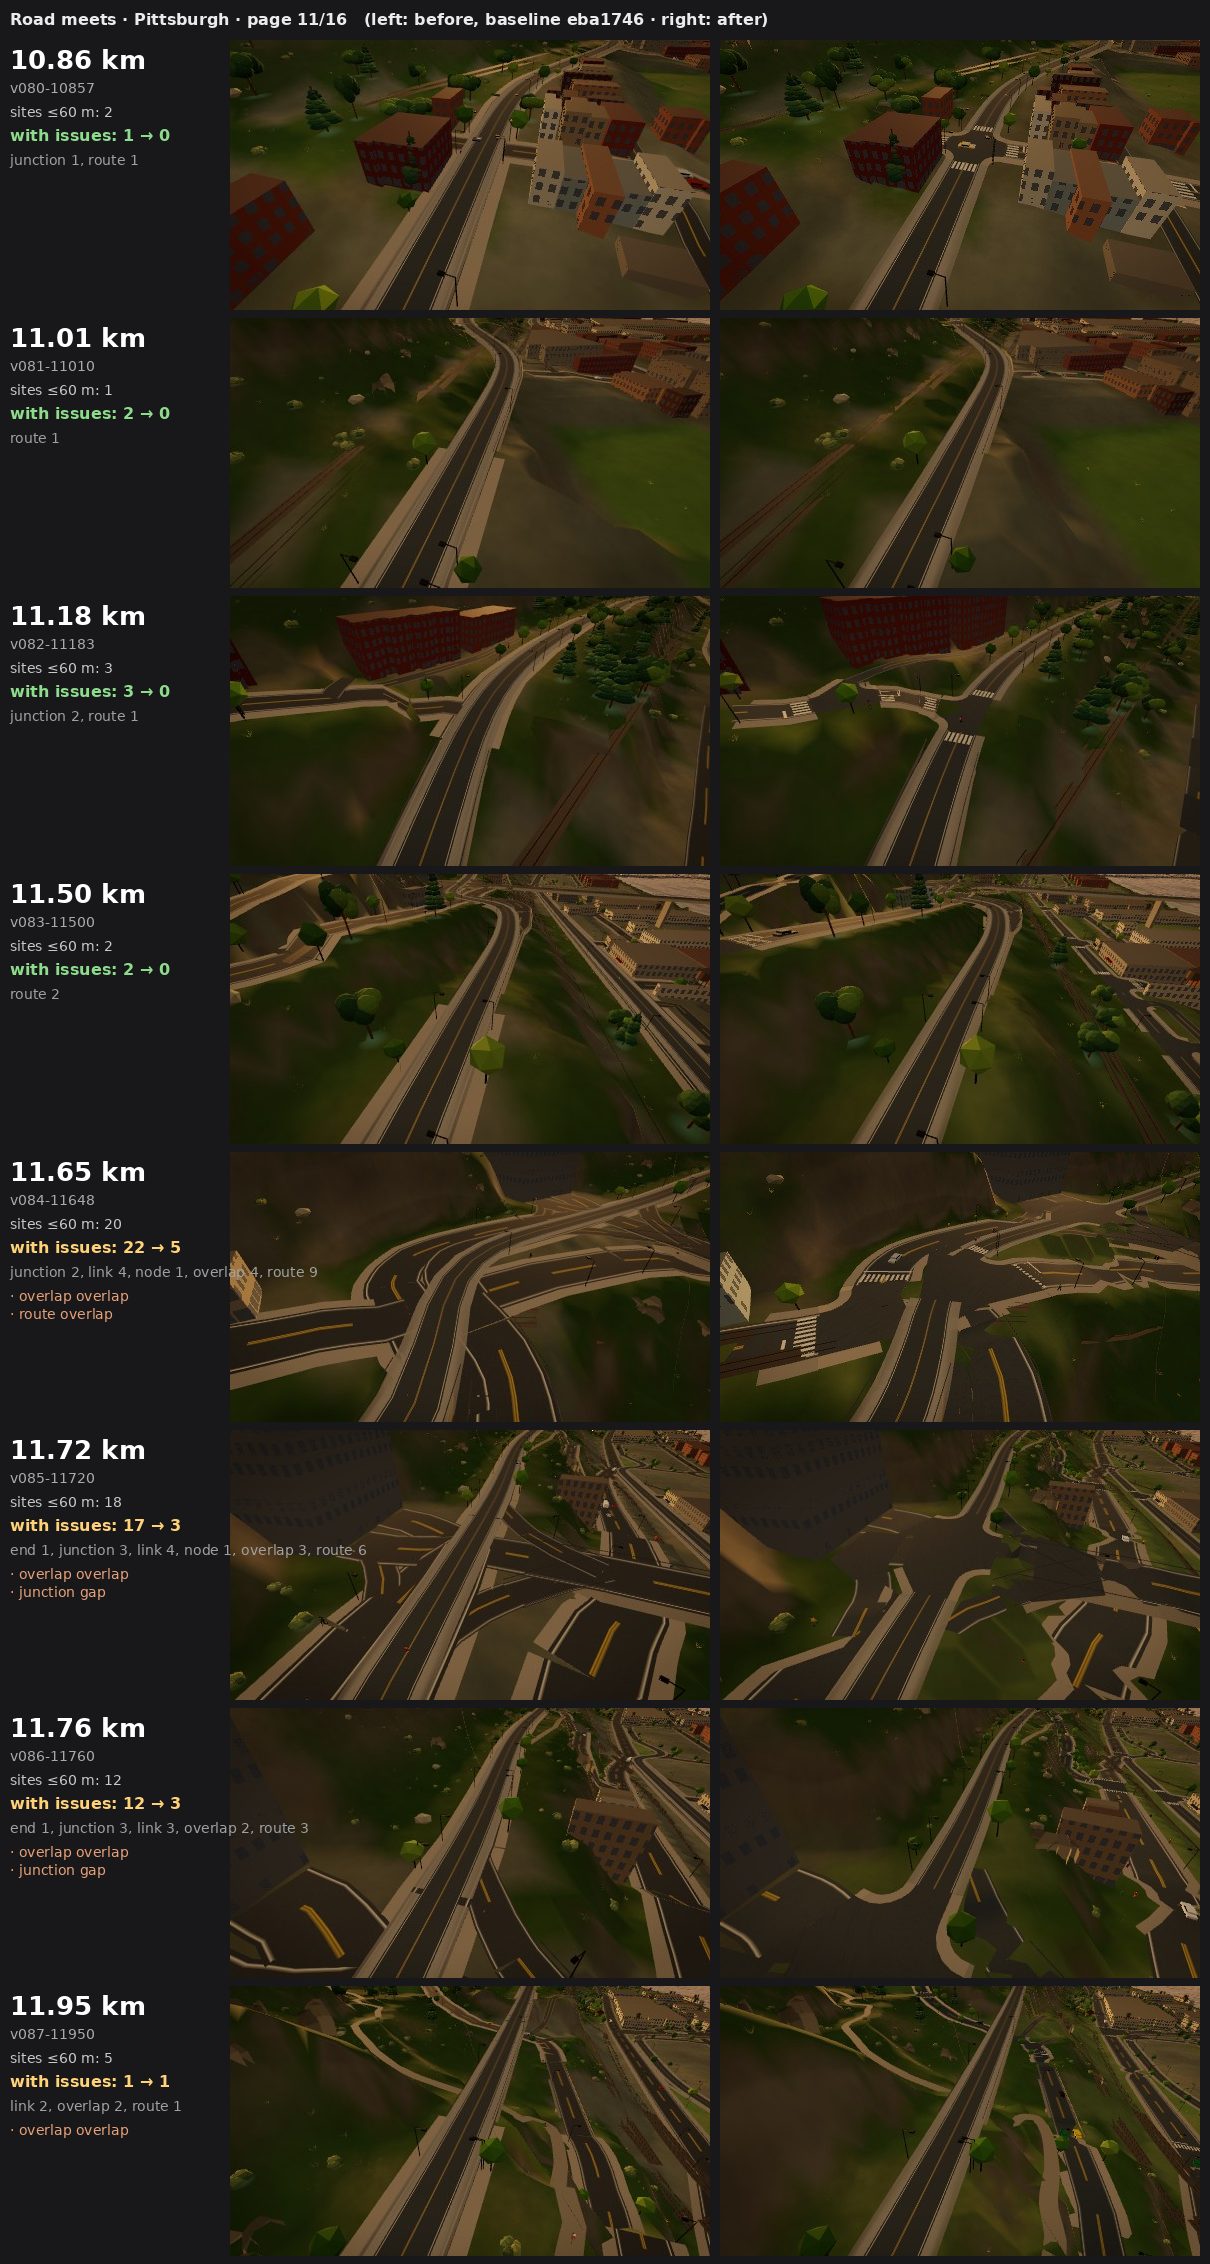 Road meets · Pittsburgh · page 11/16 (left: before, baseline eba1746 · right: after)
10.86 km
v080-10857
sites ≤60 m: 2
with issues: 1 → 0
junction 1, route 1
11.01 km
v081-11010
sites ≤60 m: 1
with issues: 2 → 0
route 1
11.18 km
v082-11183
sites ≤60 m: 3
with issues: 3 → 0
junction 2, route 1
11.50 km
v083-11500
sites ≤60 m: 2
with issues: 2 → 0
route 2
11.65 km
v084-11648
sites ≤60 m: 20
with issues: 22 → 5
junction 2, link 4, node 1, overlap 4, route 9
· overlap overlap
· route overlap
11.72 km
v085-11720
sites ≤60 m: 18
with issues: 17 → 3
end 1, junction 3, link 4, node 1, overlap 3, route 6
· overlap overlap
· junction gap
11.76 km
v086-11760
sites ≤60 m: 12
with issues: 12 → 3
end 1, junction 3, link 3, overlap 2, route 3
· overlap overlap
· junction gap
11.95 km
v087-11950
sites ≤60 m: 5
with issues: 1 → 1
link 2, overlap 2, route 1
· overlap overlap